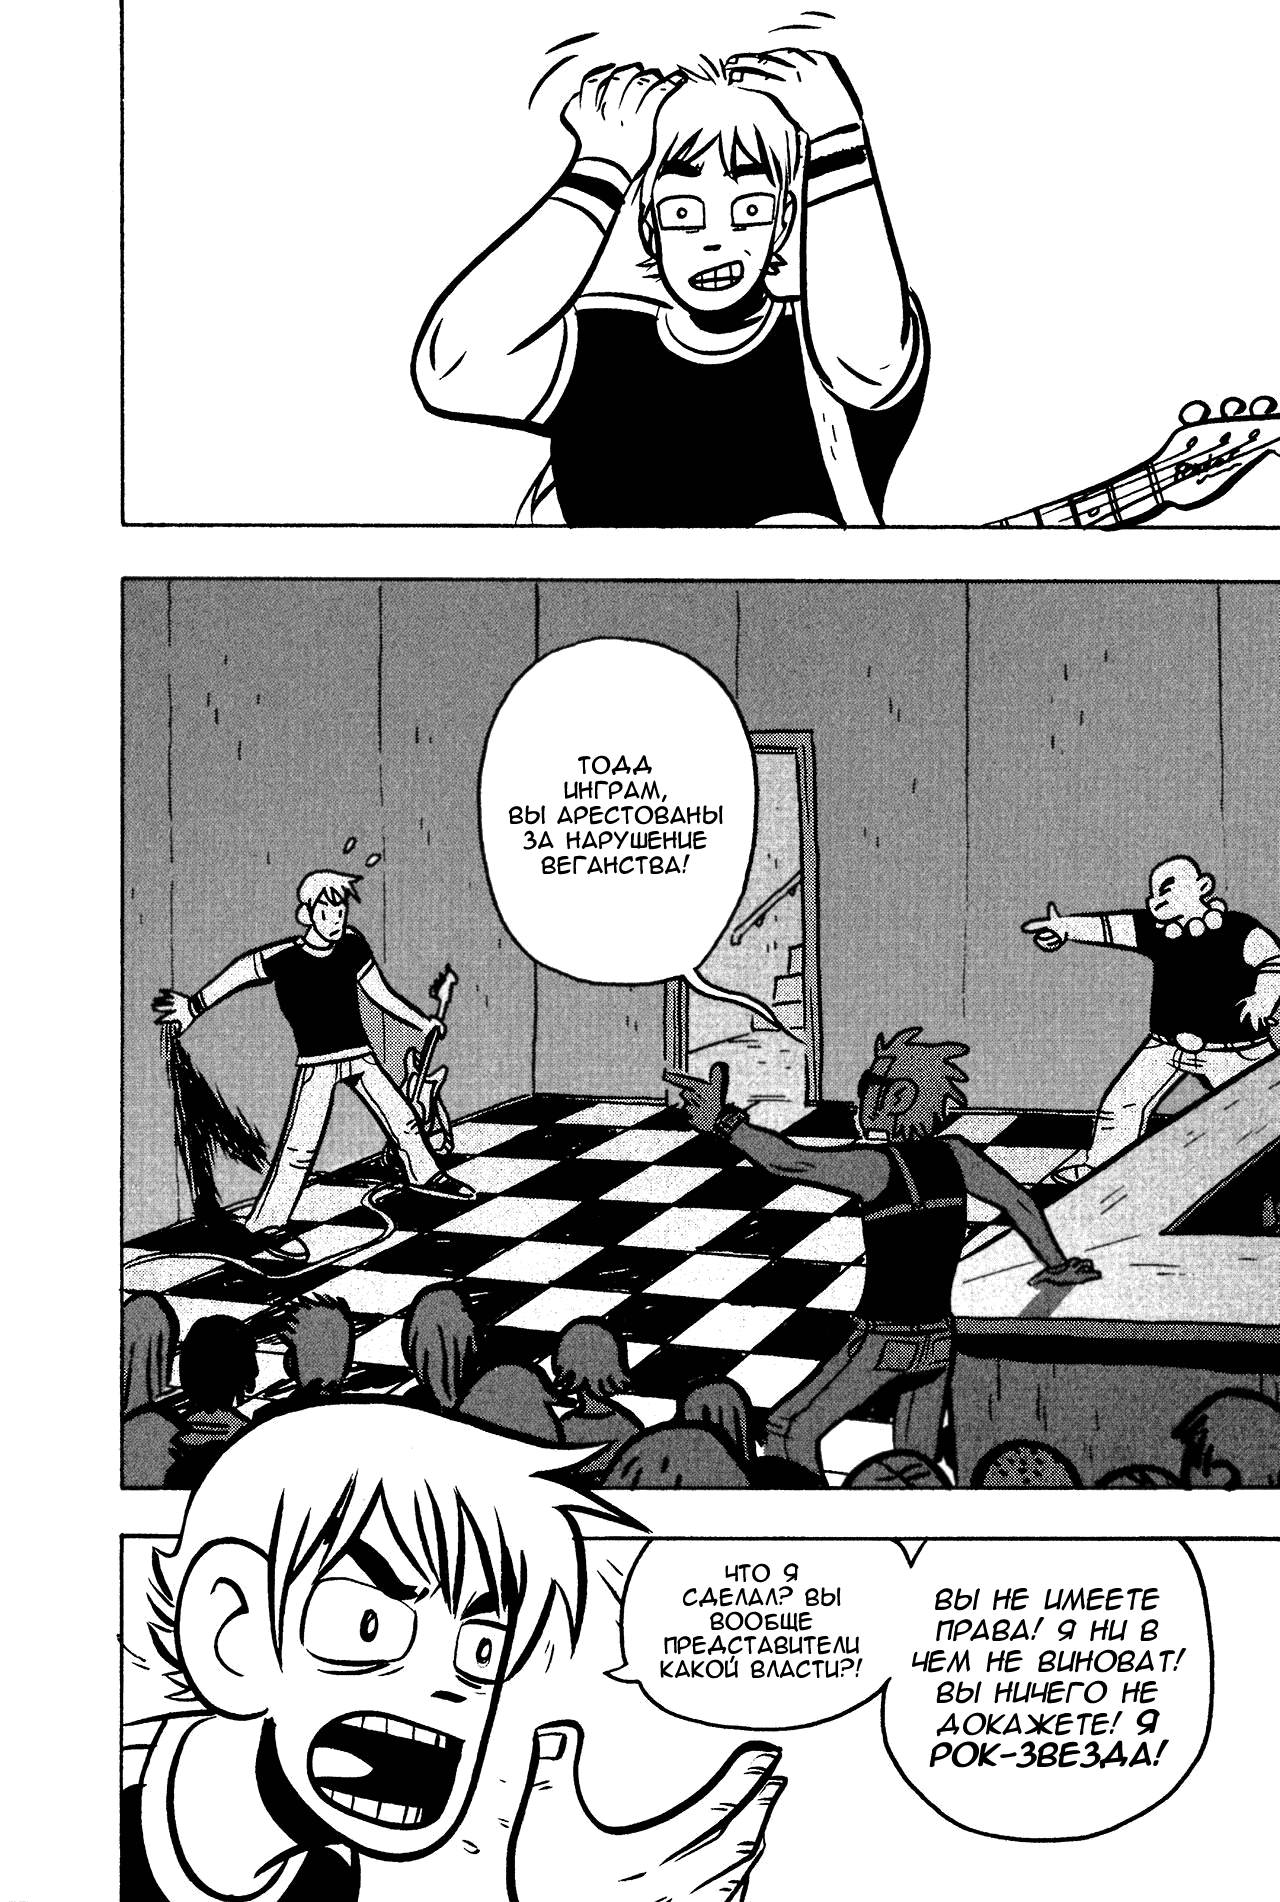 ТОДД
ИНГРАМ,
ВЫ АРЕСТОВАНЫ
ЗА НАРУШЕНИЕ
ВЕГАНСТВА!
ЧТО Я
СДЕЛАЛ? ВЫ
ВООБЩЕ
ПРЕДСТАВИТЕЛИ
КАКОЙ ВЛАСТИ?!
ВЫ НЕ ИМЕЕТЕ
ПРАВА! Я НИ В
ЧЕМ НЕ ВИНОВАТ!
ВЫ НИЧЕГО НЕ
ДОКАЖЕТЕ! Я
РОК-ЗВЕЗДА!